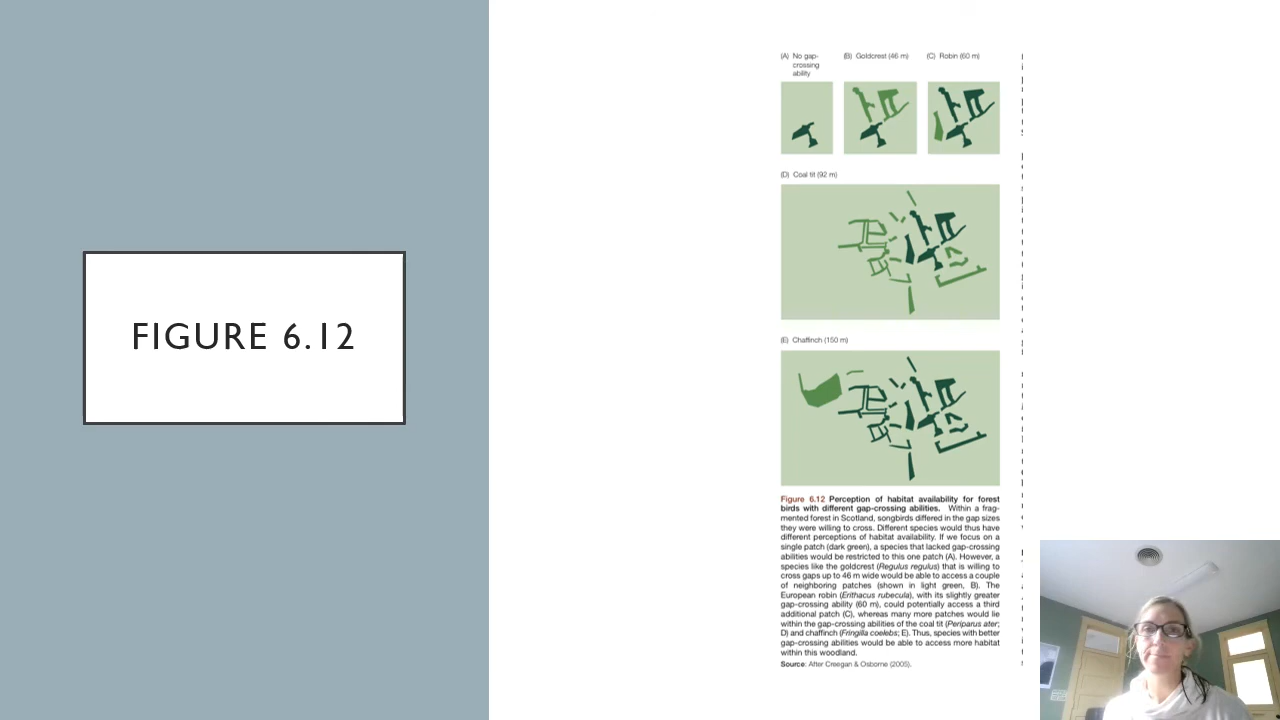 FIGURE 6.12
(A) No gap-
crossing
ability
(B) Goldcrest (46 m)
(C) Robin (60 m)
(D) Coal tit (92 m)
(E) Chaffinch (150 m)
Figure 6.12 Perception of habitat availability for forest
birds with different gap-crossing abilities. Within a frag-
mented forest in Scotland, songbirds differed in the gap sizes
they were willing to cross. Different species would thus have
different perceptions of habitat availability. If we focus on a
single patch (dark green), a species that lacked gap-crossing
abilities would be restricted to this one patch (A). However, a
species like the goldcrest (Regulus regulus) that is willing to
cross gaps up to 46 m wide would be able to access a couple
of neighboring patches (shown in light green, B). The
European robin (Erithacus rubecula), with its slightly greater
gap-crossing ability (60 m), could potentially access a third
additional patch (C), whereas many more patches would lie
within the gap-crossing abilities of the coal tit (Periparus ater;
D) and chaffinch (Fringilla coelebs; E). Thus, species with better
gap-crossing abilities would be able to access more habitat
within this woodland.
Source: After Creegan & Osborne (2005).